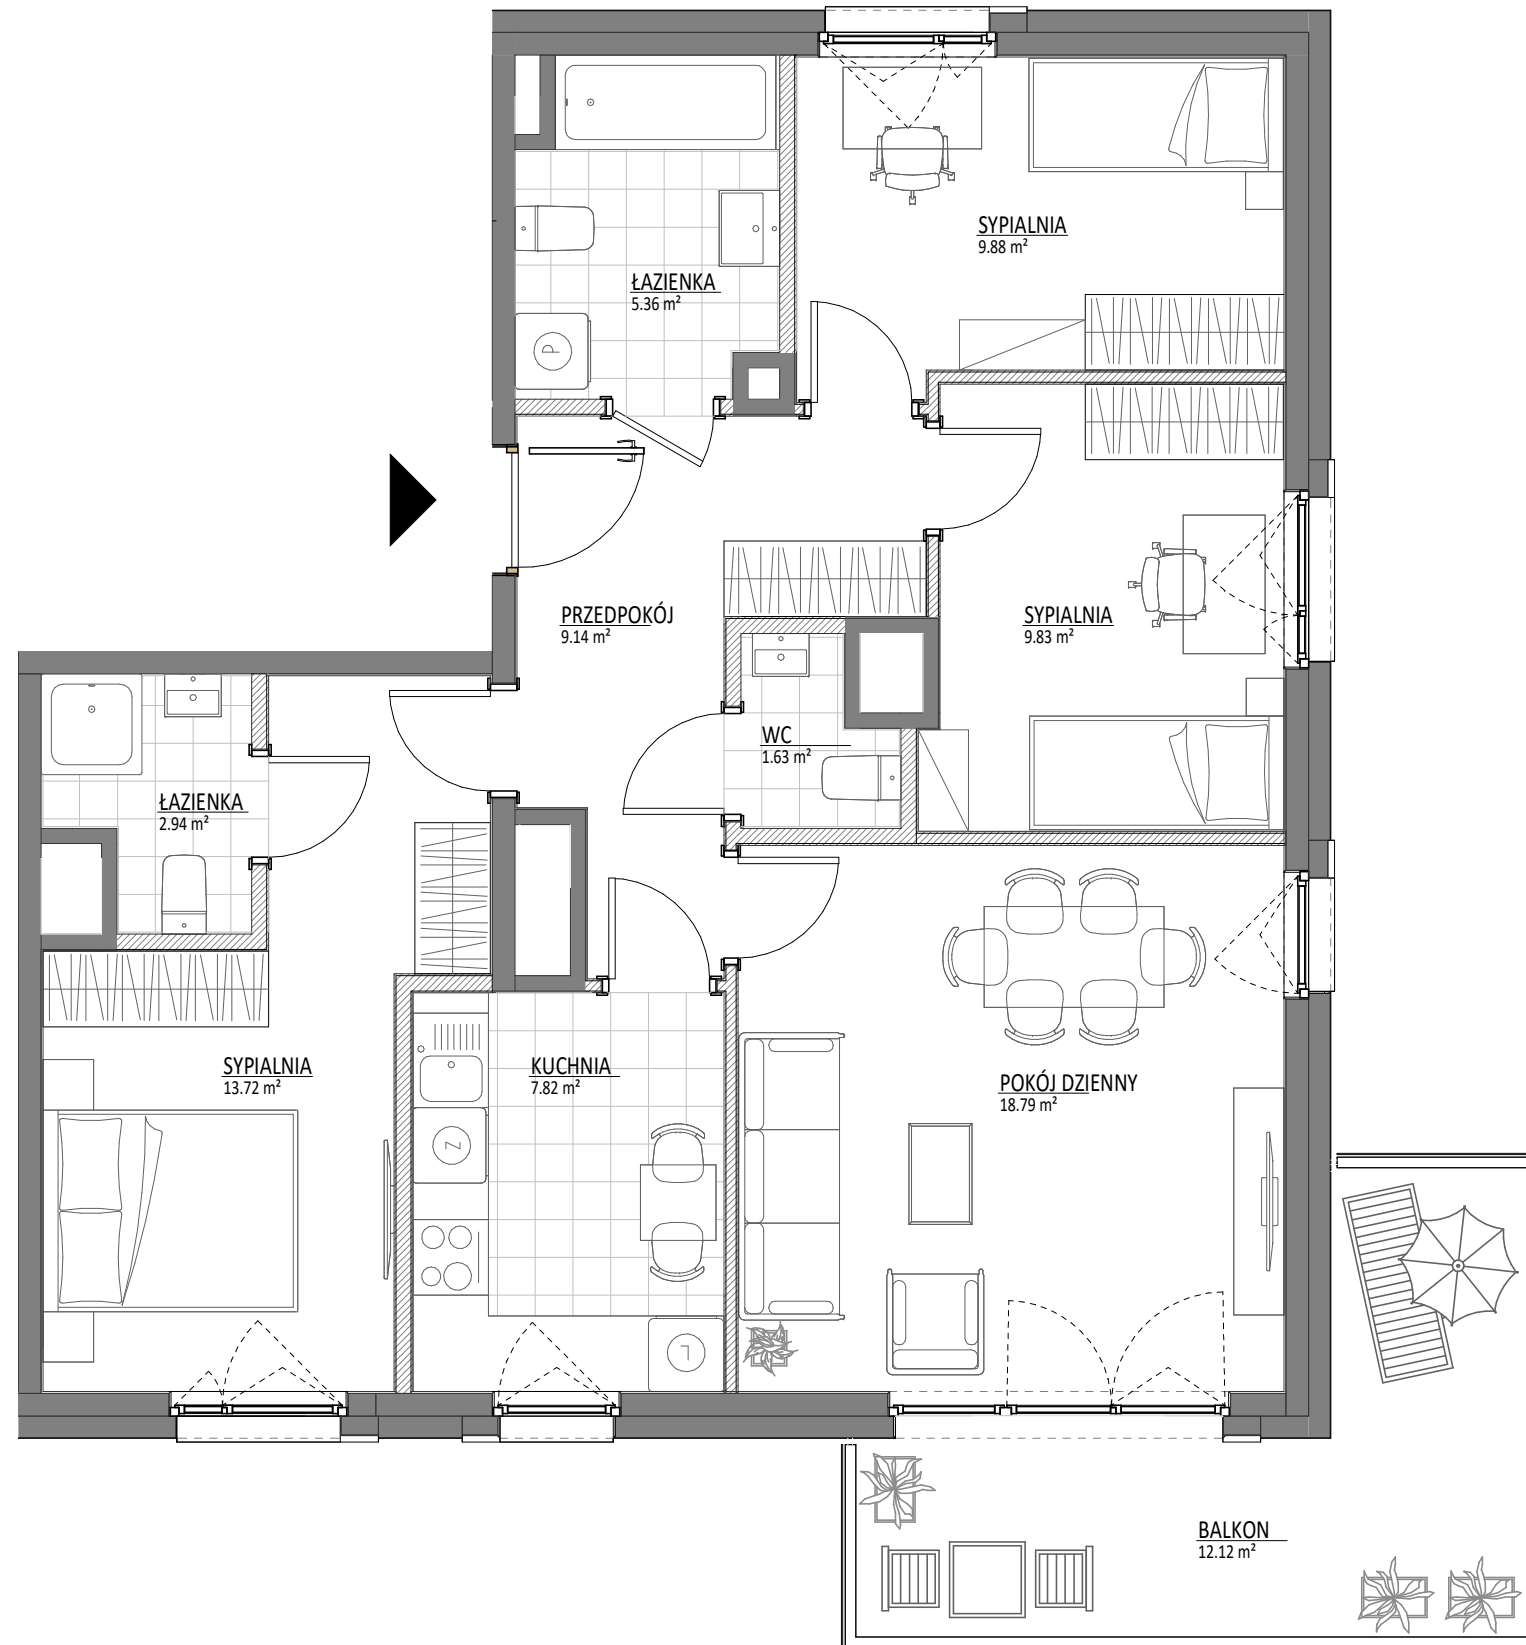 SYPIALNIA
9.88 m²
ŁAZIENKA
5.36 m²
P
PRZEDPOKÓJ
9.14 m²
SYPIALNIA
9.83 m²
WC
1.63 m²
ŁAZIENKA
2.94 m²
SYPIALNIA
13.72 m²
KUCHNIA
7.82 m²
POKÓJ DZIENNY
18.79 m²
Z
L
BALKON
12.12 m²